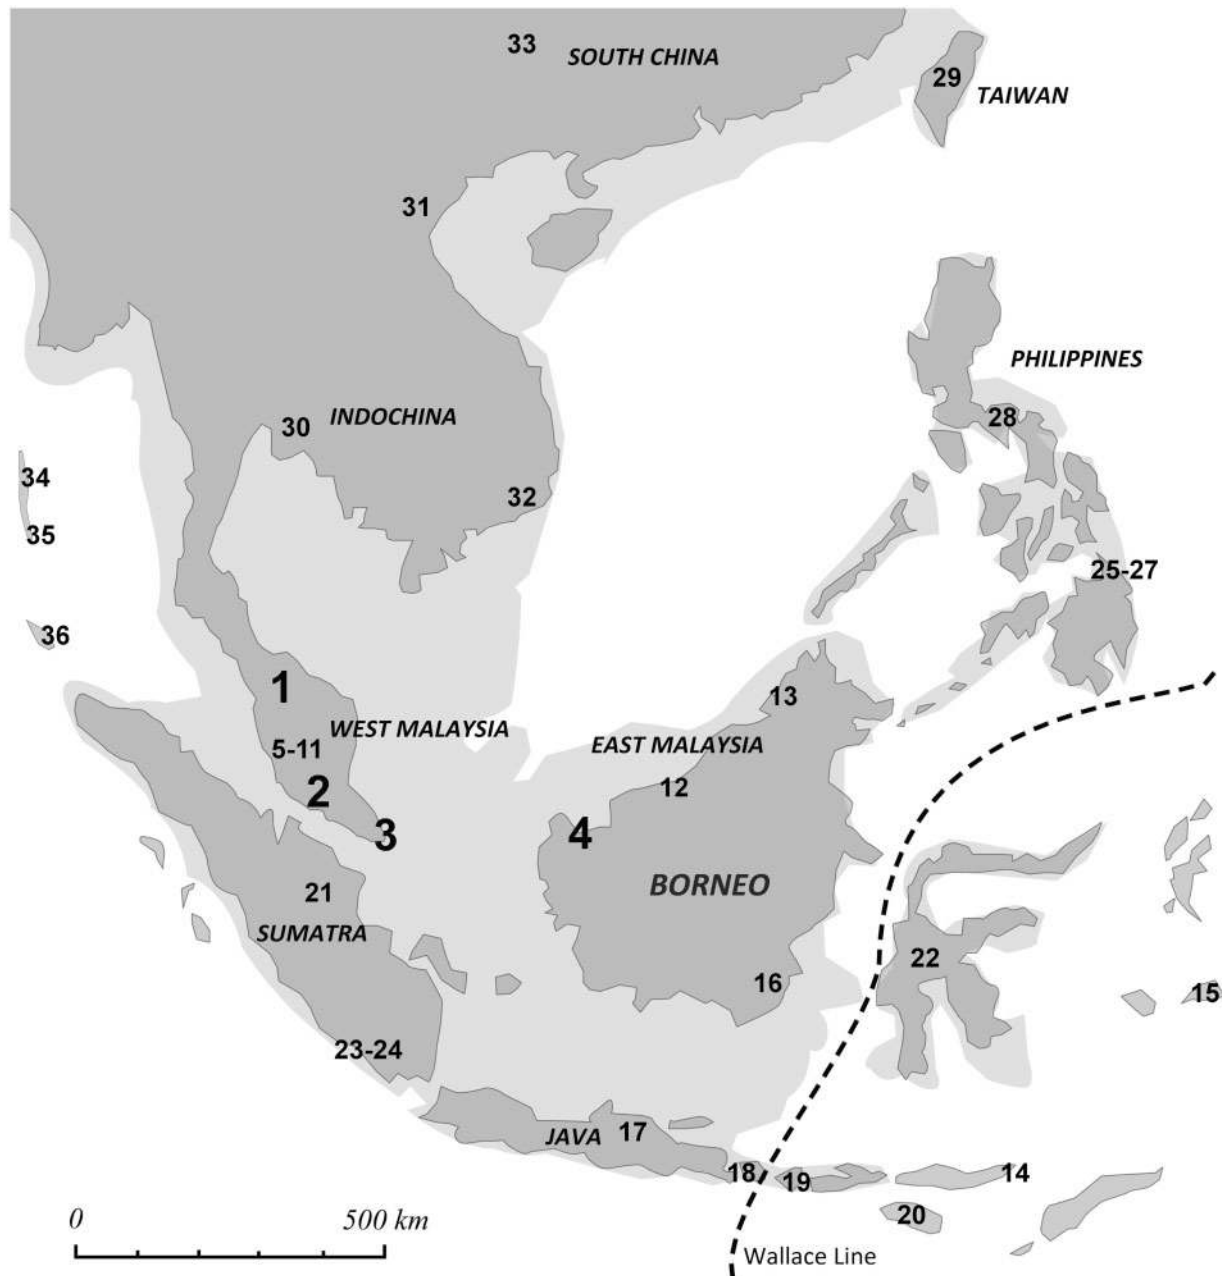 33
SOUTH CHINA
29
TAIWAN
31
PHILIPPINES
30
INDOCHINA
28
34
32
35
25-27
36
1
13
WEST MALAYSIA
EAST MALAYSIA
5-11
12
2
3
4
BORNEO
21
SUMATRA
22
16
15
23-24
JAVA
17
18
19
14
20
0
500 km
Wallace Line